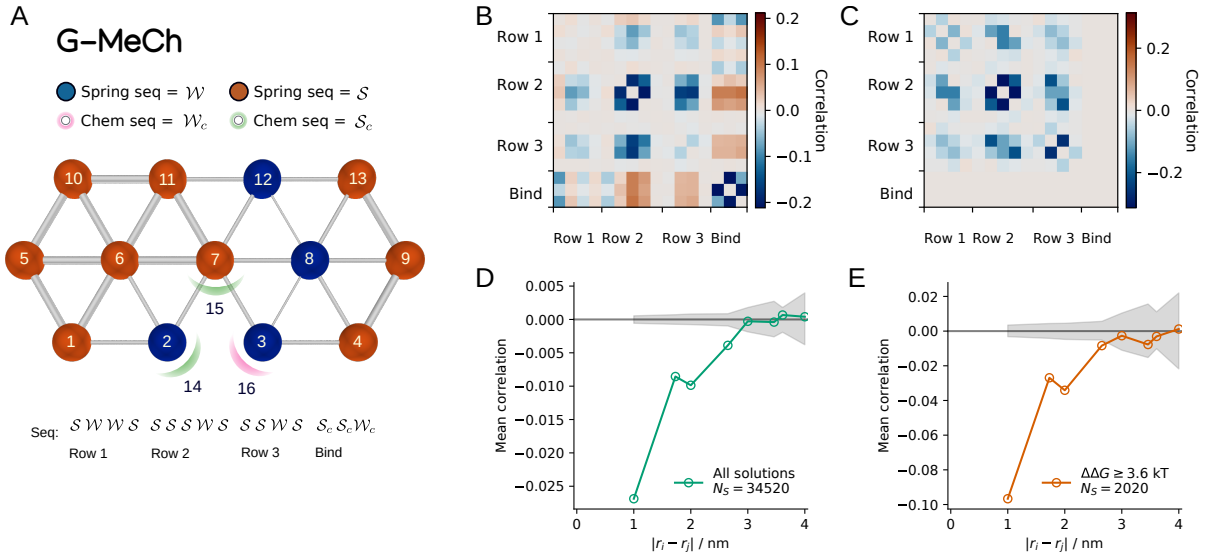 A
G–MeCh
Spring seq = 𝒲
Spring seq = 𝒮
Chem seq = 𝒲c
Chem seq = 𝒮c
10 11 12 13
5 6 7 8 9
15
1 2 3 4
14 16
Seq: 𝒮 𝒲 𝒲 𝒮 𝒮 𝒮 𝒮 𝒲 𝒮 𝒮 𝒮 𝒲 𝒮 𝒮c 𝒮c 𝒲c
Row 1 Row 2 Row 3 Bind
B
Row 1
Row 2
Row 3
Bind
Row 1 Row 2 Row 3 Bind
0.2
0.1
0.0
−0.1
−0.2
Correlation
C
Row 1
Row 2
Row 3
Bind
Row 1 Row 2 Row 3 Bind
0.2
0.0
−0.2
Correlation
D
Mean correlation
0.005
0.000
−0.005
−0.010
−0.015
−0.020
−0.025
All solutions
N_S = 34520
0 1 2 3 4
|r_i − r_j| / nm
E
Mean correlation
0.02
0.00
−0.02
−0.04
−0.06
−0.08
−0.10
ΔΔG ≥ 3.6 kT
N_S = 2020
0 1 2 3 4
|r_i − r_j| / nm